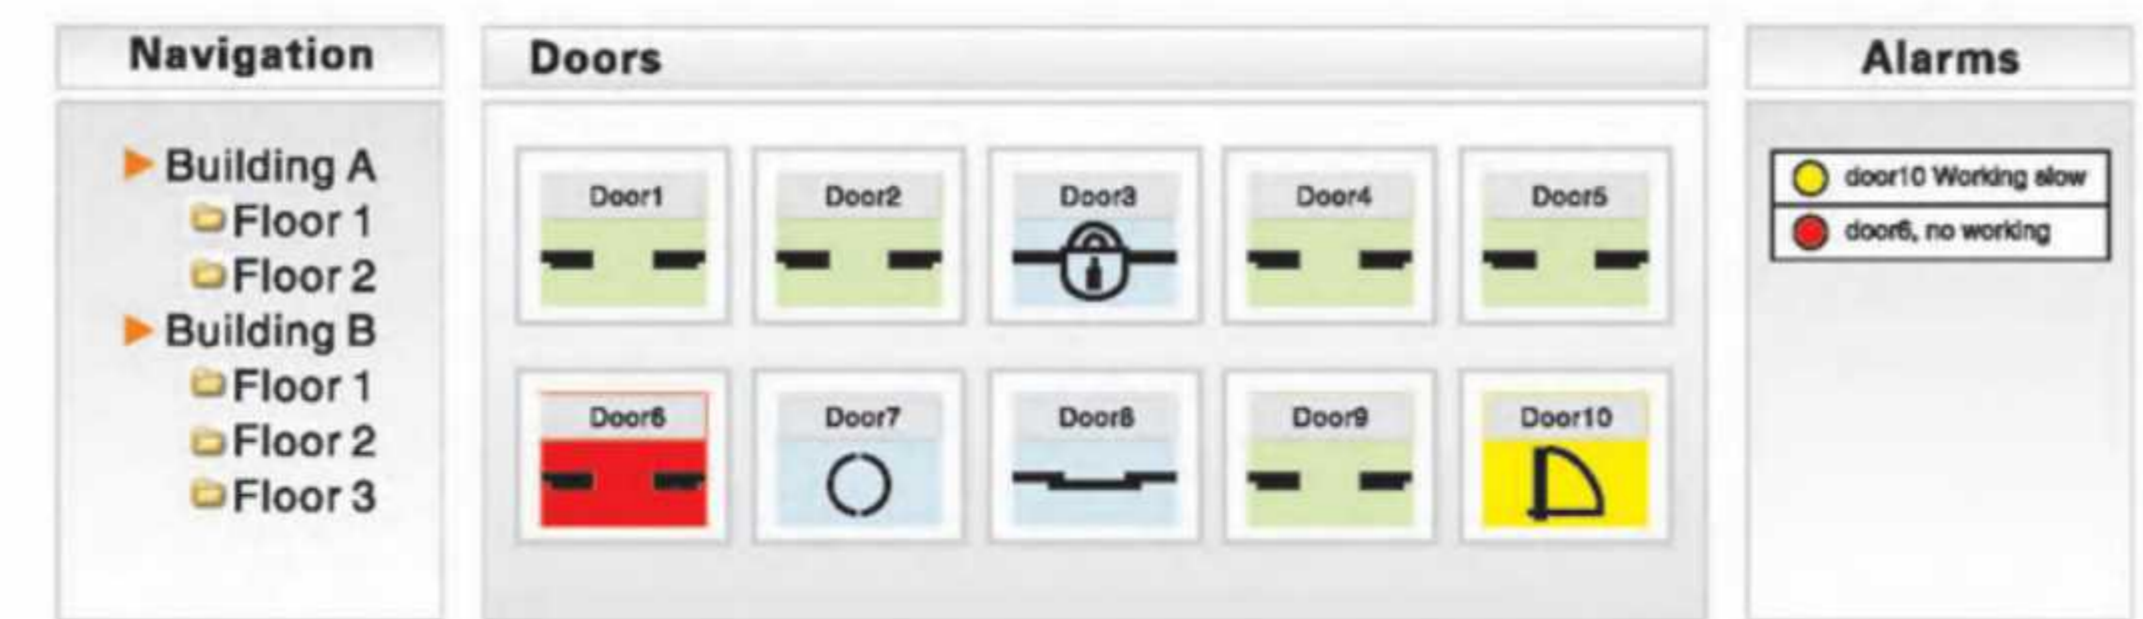 Navigation
Building A
Floor 1
Floor 2
Building B
Floor 1
Floor 2
Floor 3
Doors
Door1
Door2
Door3
Door4
Door5
Door6
Door7
Door8
Door9
Door10
Alarms
door10 Working slow
door6, no working